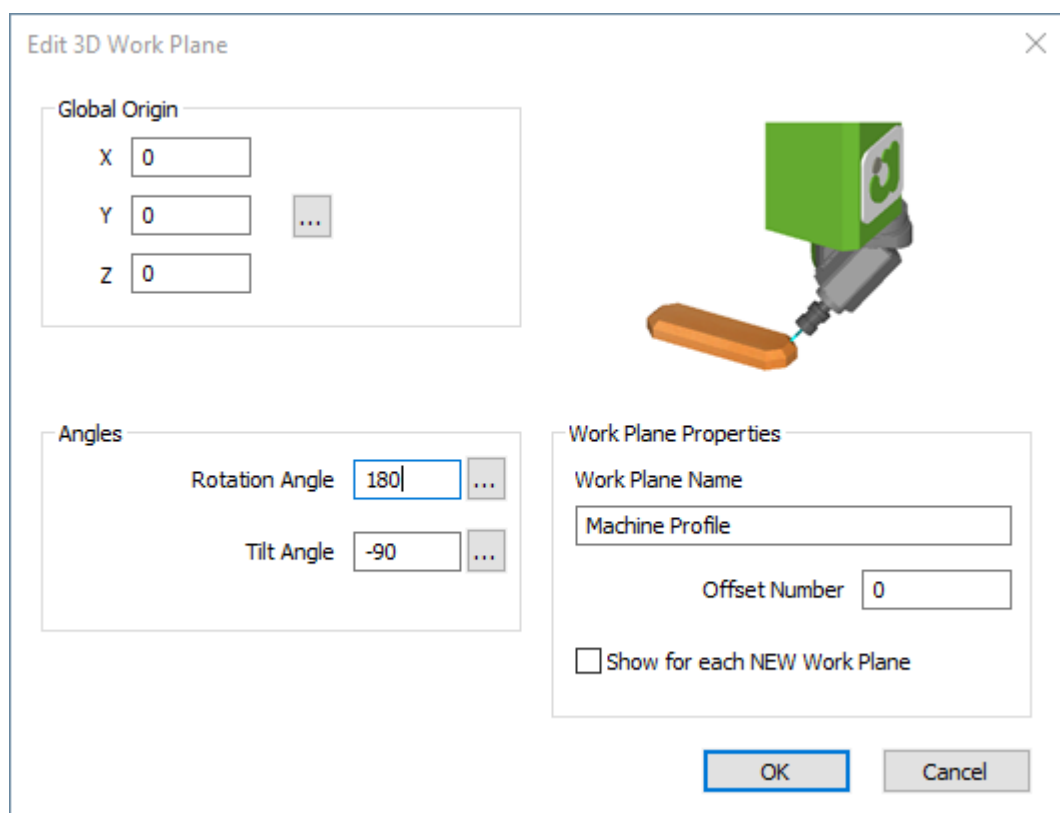 Edit 3D Work Plane
Global Origin
X 0
Y 0 ...
Z 0
Angles
Rotation Angle 180 ...
Tilt Angle -90 ...
Work Plane Properties
Work Plane Name
Machine Profile
Offset Number 0
Show for each NEW Work Plane
OK Cancel